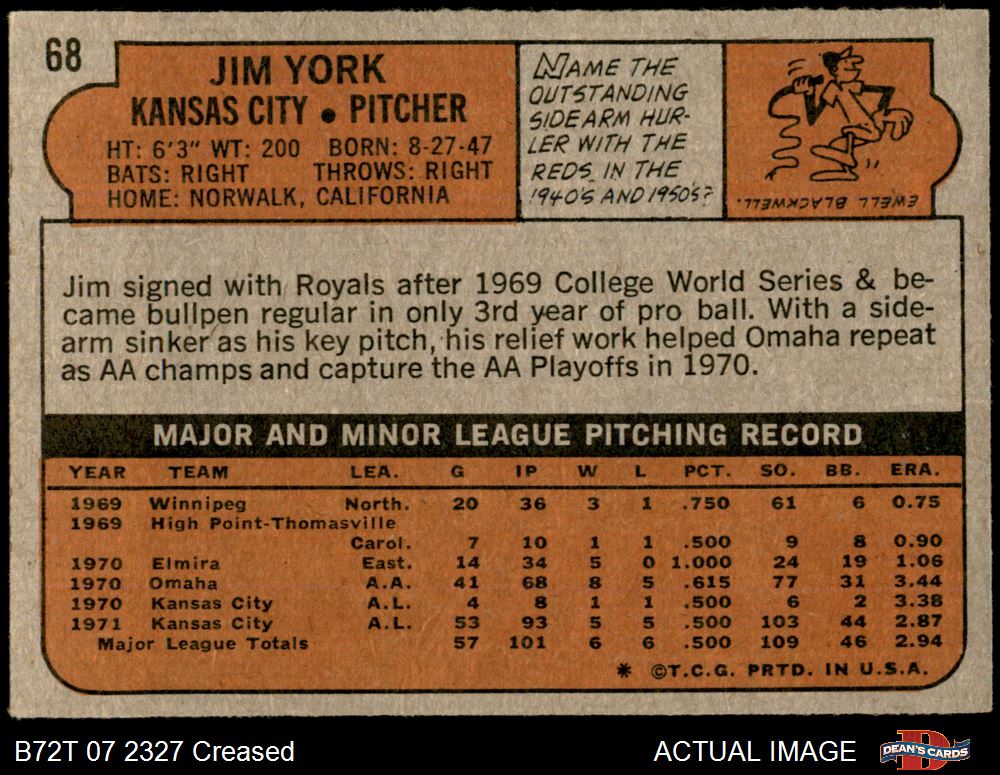 68
JIM YORK
KANSAS CITY • PITCHER
HT: 6'3" WT: 200 BORN: 8-27-47
BATS: RIGHT THROWS: RIGHT
HOME: NORWALK, CALIFORNIA
NAME THE
OUTSTANDING
SIDEARM HUR-
LER WITH THE
REDS IN THE
1940'S AND 1950'S?
EWELL BLACKWELL.
Jim signed with Royals after 1969 College World Series & be-
came bullpen regular in only 3rd year of pro ball. With a side-
arm sinker as his key pitch, his relief work helped Omaha repeat
as AA champs and capture the AA Playoffs in 1970.
MAJOR AND MINOR LEAGUE PITCHING RECORD
YEAR TEAM LEA. G IP W L PCT. SO. BB. ERA.
1969 Winnipeg North. 20 36 3 1 .750 61 6 0.75
1969 High Point-Thomasville
Carol. 7 10 1 1 .500 9 8 0.90
1970 Elmira East. 14 34 5 0 1.000 24 19 1.06
1970 Omaha A.A. 41 68 8 5 .615 77 31 3.44
1970 Kansas City A.L. 4 8 1 1 .500 6 2 3.38
1971 Kansas City A.L. 53 93 5 5 .500 103 44 2.87
Major League Totals 57 101 6 6 .500 109 46 2.94
* ©T.C.G. PRTD. IN U.S.A.
B72T 07 2327 Creased ACTUAL IMAGE
D
DEAN'S CARDS